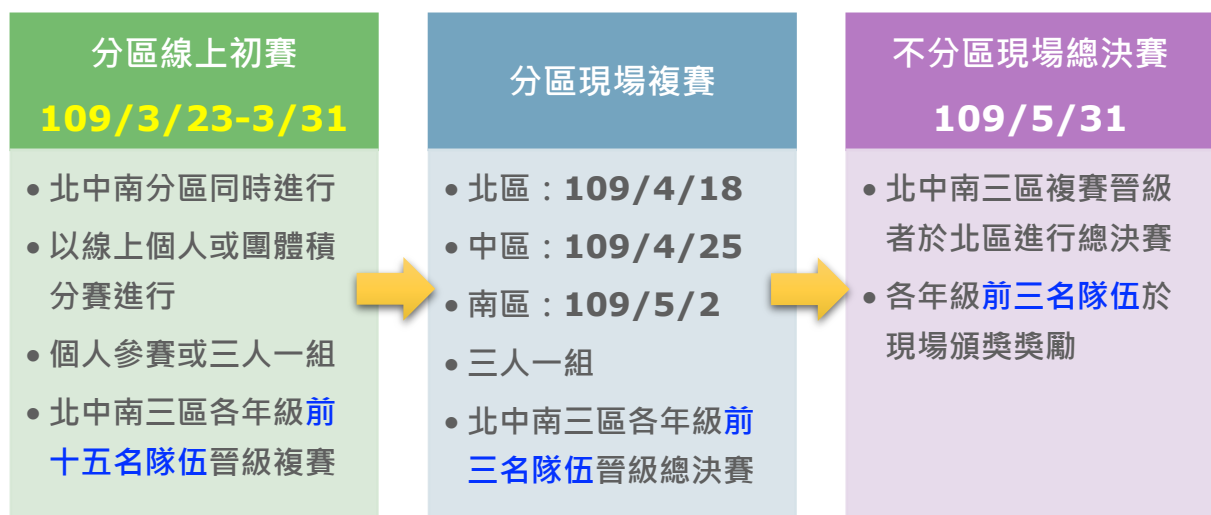 分區線上初賽
109/3/23-3/31
• 北中南分區同時進行
• 以線上個人或團體積
分賽進行
• 個人參賽或三人一組
• 北中南三區各年級前
十五名隊伍晉級複賽
分區現場複賽
• 北區：109/4/18
• 中區：109/4/25
• 南區：109/5/2
• 三人一組
• 北中南三區各年級前
三名隊伍晉級總決賽
不分區現場總決賽
109/5/31
• 北中南三區複賽晉級
者於北區進行總決賽
• 各年級前三名隊伍於
現場頒獎獎勵